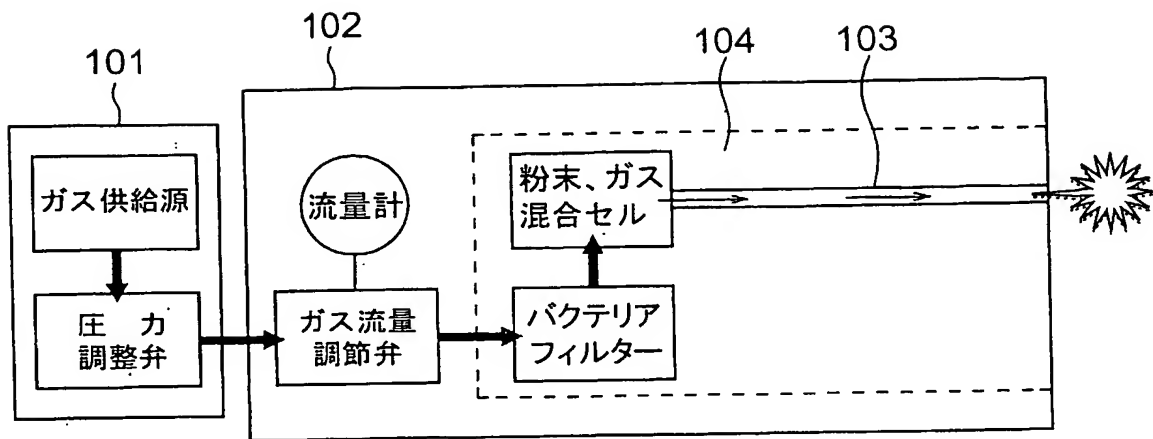 101
102
104
103
ガス供給源
圧 力
調整弁
流量計
ガス流量
調節弁
粉末、ガス
混合セル
バクテリア
フィルター